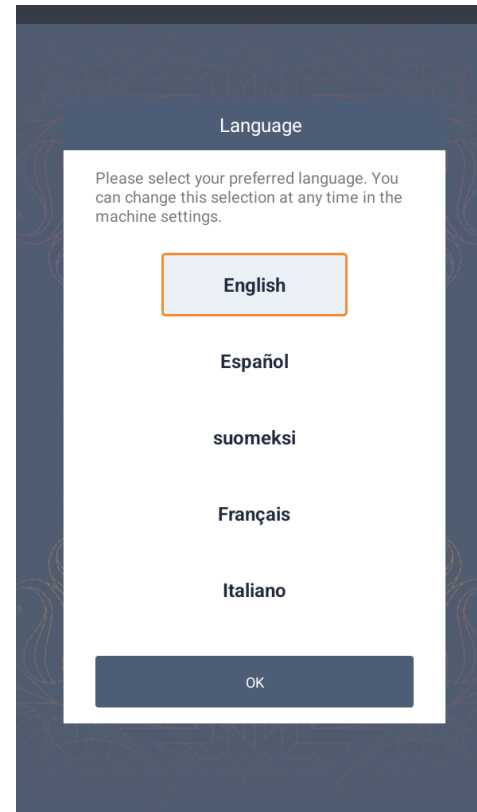 Language
Please select your preferred language. You
can change this selection at any time in the
machine settings.
English
Español
suomeksi
Français
Italiano
OK